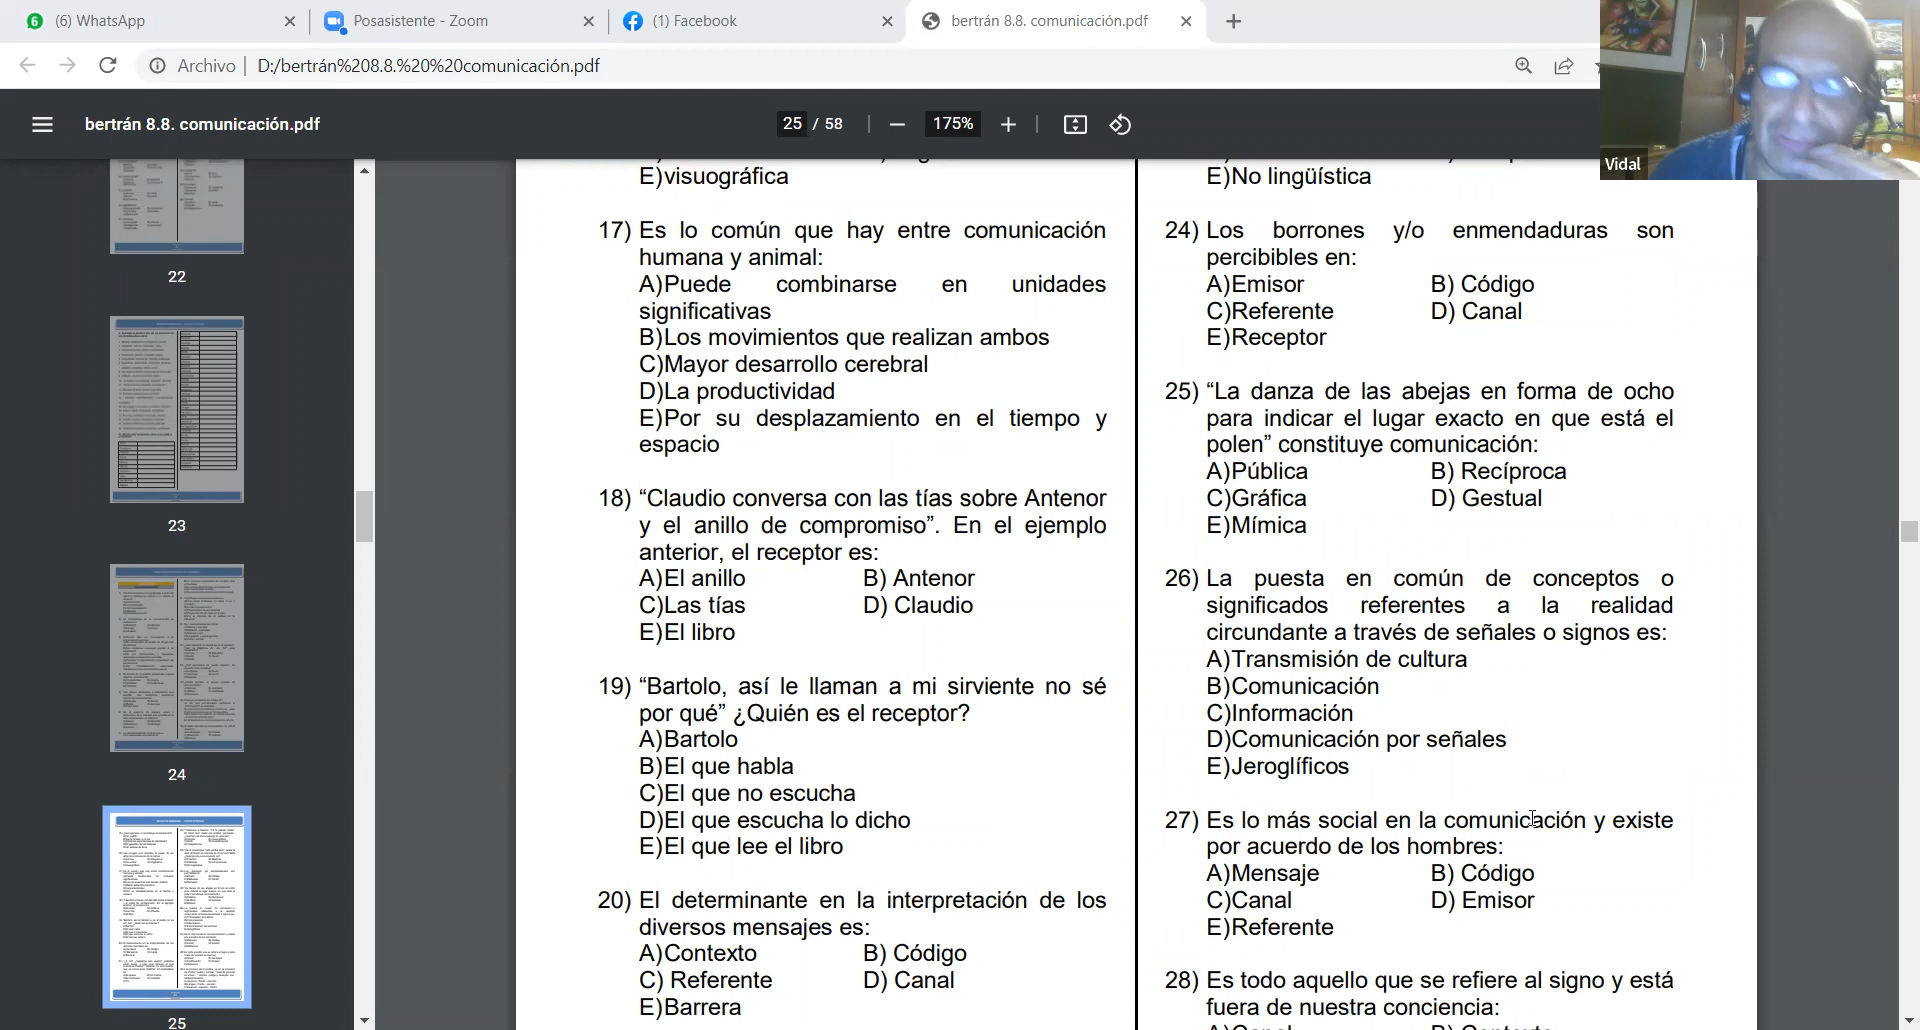 (6) WhatsApp
Posasistente - Zoom
(1) Facebook
bertrán 8.8. comunicación.pdf
Archivo
D:/bertrán%208.8.%20%20comunicación.pdf
bertrán 8.8. comunicación.pdf
25 / 58
175%
Vidal
22
23
24
25
E)visuográfica
17) Es lo común que hay entre comunicación
humana y animal:
A)Puede combinarse en unidades
significativas
B)Los movimientos que realizan ambos
C)Mayor desarrollo cerebral
D)La productividad
E)Por su desplazamiento en el tiempo y
espacio
18) “Claudio conversa con las tías sobre Antenor
y el anillo de compromiso”. En el ejemplo
anterior, el receptor es:
A)El anillo B) Antenor
C)Las tías D) Claudio
E)El libro
19) “Bartolo, así le llaman a mi sirviente no sé
por qué” ¿Quién es el receptor?
A)Bartolo
B)El que habla
C)El que no escucha
D)El que escucha lo dicho
E)El que lee el libro
20) El determinante en la interpretación de los
diversos mensajes es:
A)Contexto B) Código
C) Referente D) Canal
E)Barrera
E)No lingüística
24) Los borrones y/o enmendaduras son
percibibles en:
A)Emisor B) Código
C)Referente D) Canal
E)Receptor
25) “La danza de las abejas en forma de ocho
para indicar el lugar exacto en que está el
polen” constituye comunicación:
A)Pública B) Recíproca
C)Gráfica D) Gestual
E)Mímica
26) La puesta en común de conceptos o
significados referentes a la realidad
circundante a través de señales o signos es:
A)Transmisión de cultura
B)Comunicación
C)Información
D)Comunicación por señales
E)Jeroglíficos
27) Es lo más social en la comunicación y existe
por acuerdo de los hombres:
A)Mensaje B) Código
C)Canal D) Emisor
E)Referente
28) Es todo aquello que se refiere al signo y está
fuera de nuestra conciencia: